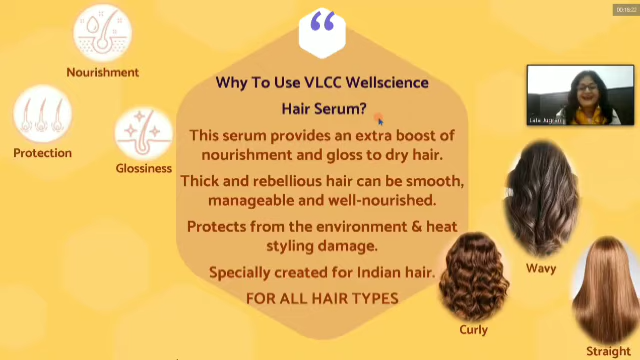 “
Why To Use VLCC Wellscience
Hair Serum?
This serum provides an extra boost of
nourishment and gloss to dry hair.
Thick and rebellious hair can be smooth,
manageable and well-nourished.
Protects from the environment & heat
styling damage.
Specially created for Indian hair.
FOR ALL HAIR TYPES
Nourishment
Protection
Glossiness
Wavy
Curly
Straight